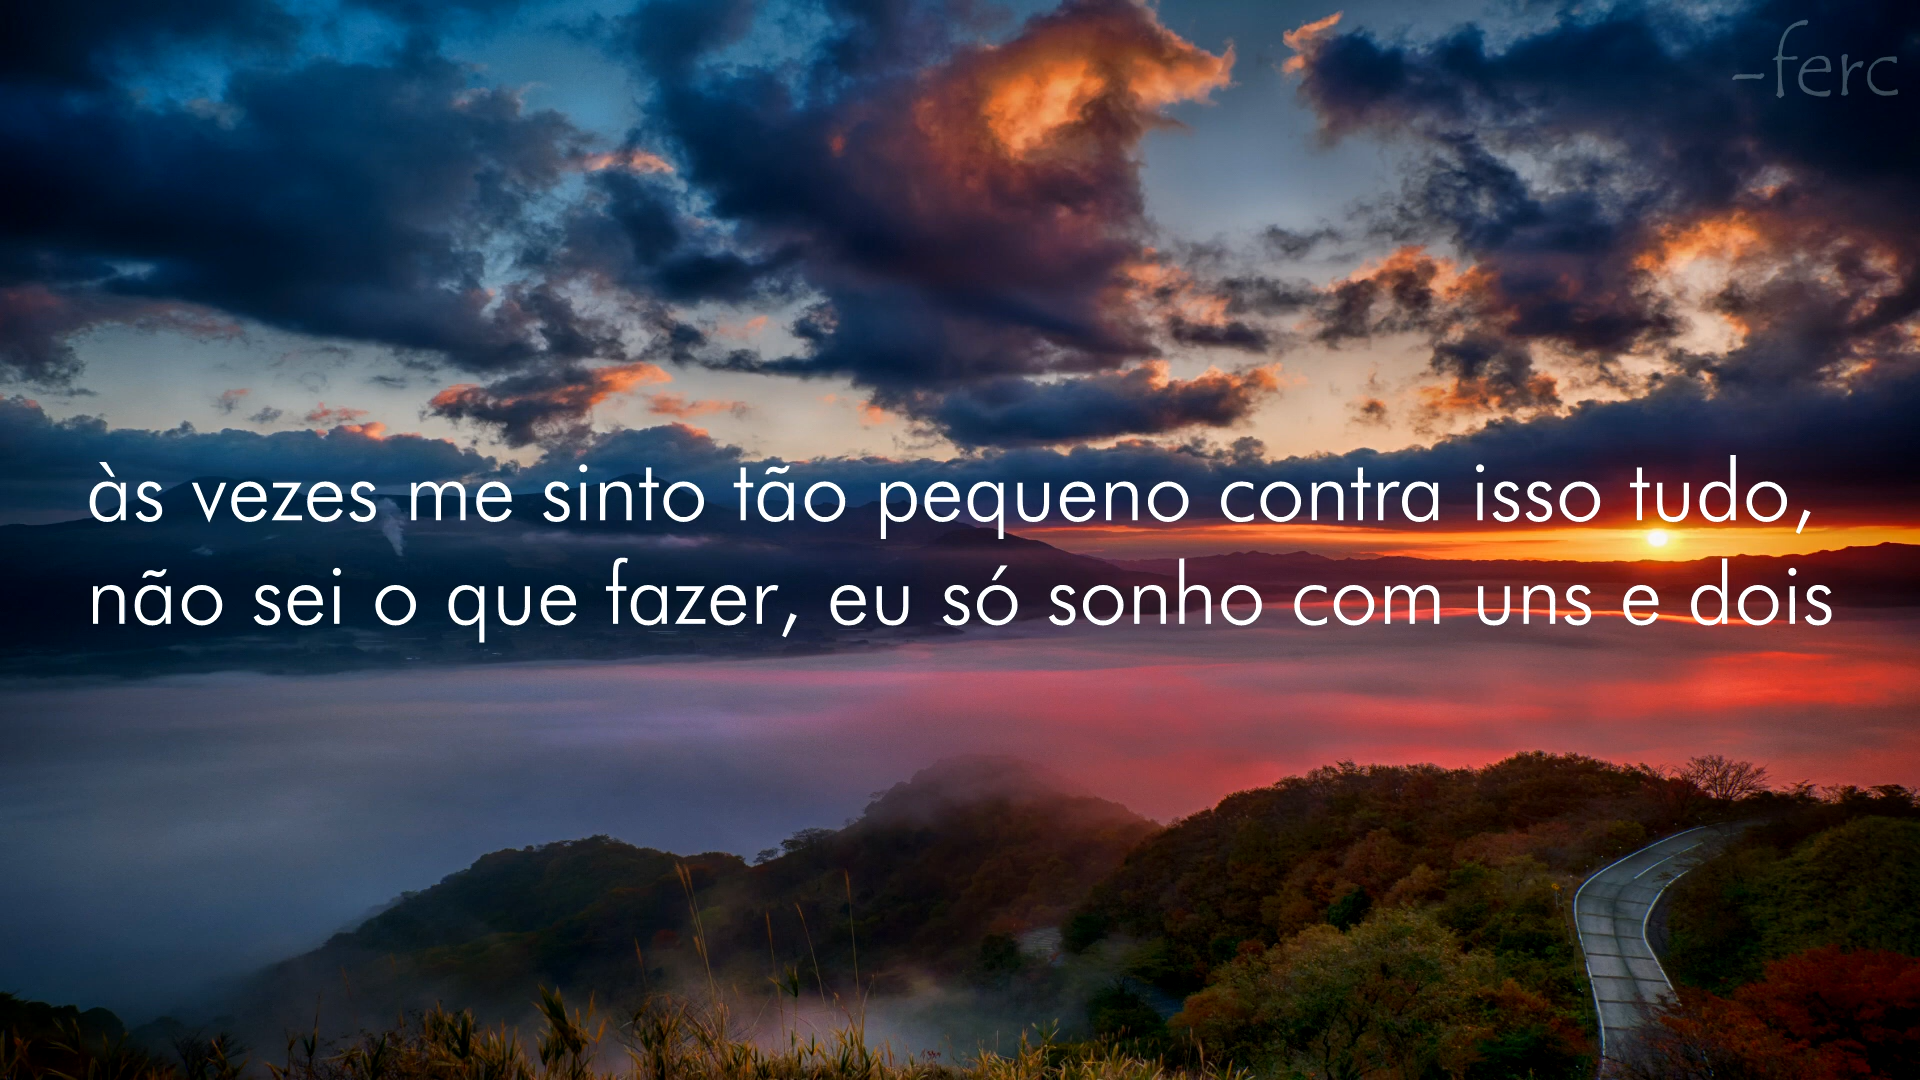 -ferc
às vezes me sinto tão pequeno contra isso tudo,
não sei o que fazer, eu só sonho com uns e dois